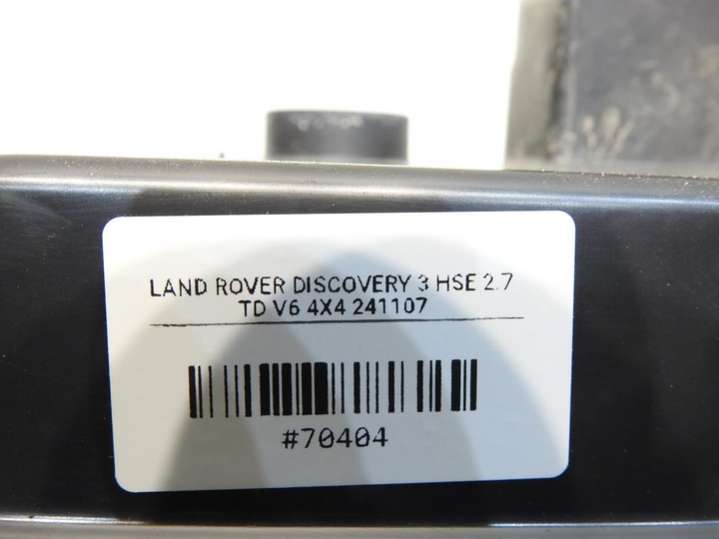 LAND ROVER DISCOVERY 3 HSE 2.7
TD V6 4X4 241107
#70404